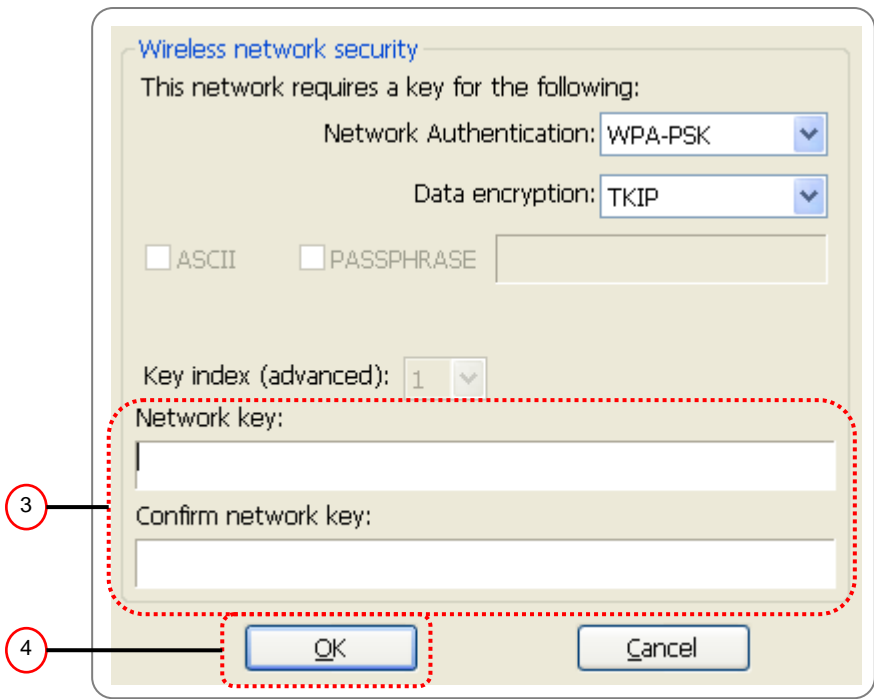 Wireless network security
This network requires a key for the following:
Network Authentication: WPA-PSK
Data encryption: TKIP
ASCII PASSPHRASE
Key index (advanced): 1
Network key:
3
Confirm network key:
4
OK Cancel